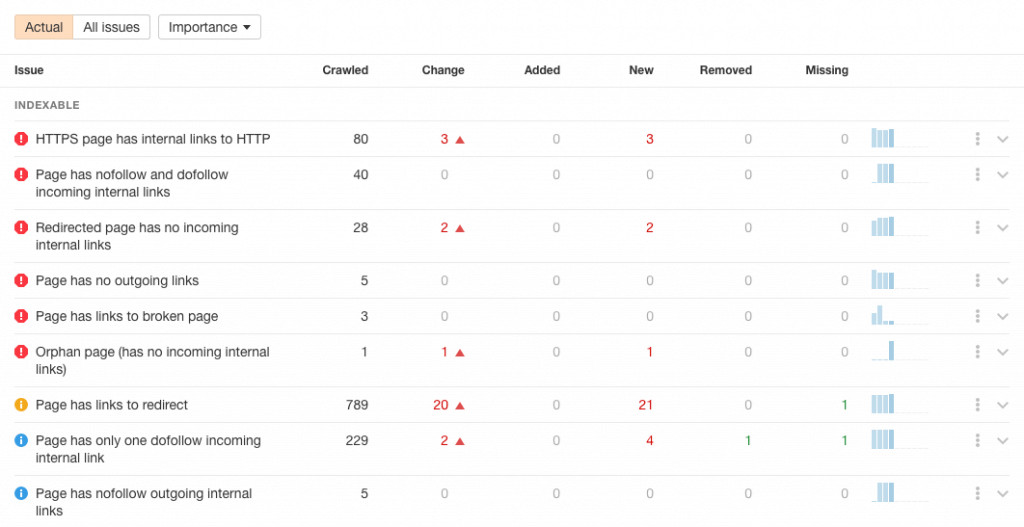 Actual All issues Importance
Issue Crawled Change Added New Removed Missing
INDEXABLE
HTTPS page has internal links to HTTP 80 3 0 3 0 0
Page has nofollow and dofollow 40 0 0 0 0 0
incoming internal links
Redirected page has no incoming 28 2 0 2 0 0
internal links
Page has no outgoing links 5 0 0 0 0 0
Page has links to broken page 3 0 0 0 0 0
Orphan page (has no incoming internal 1 1 0 1 0 0
links)
Page has links to redirect 789 20 0 21 0 1
Page has only one dofollow incoming 229 2 0 4 1 1
internal link
Page has nofollow outgoing internal 5 0 0 0 0 0
links